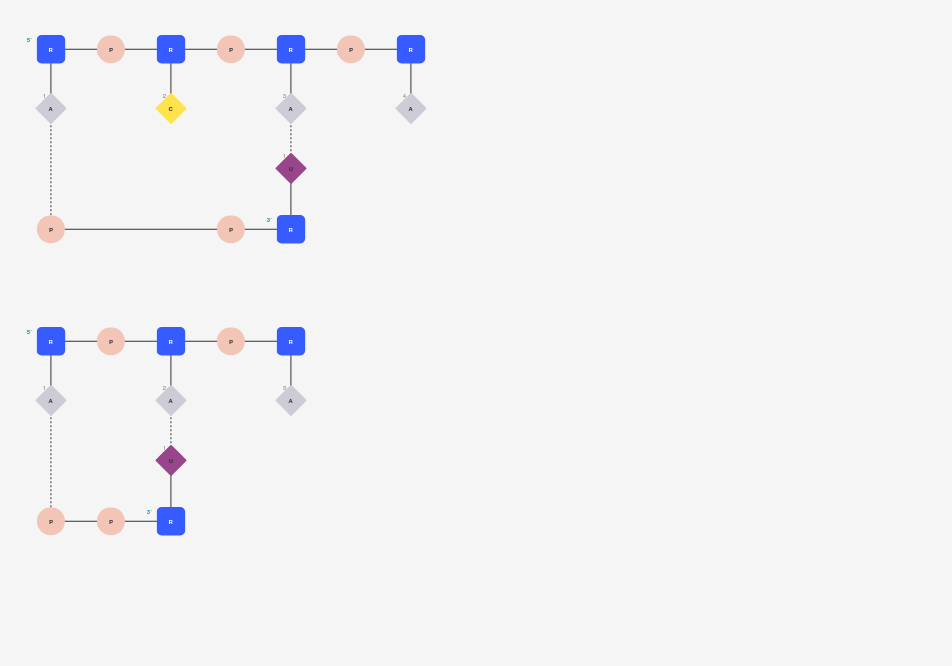 5'
R P R P R P R
1 2 3 4
A C A A
1
U
3'
P P R
5'
R P R P R
1 2 3
A A A
1
U
3'
P P R